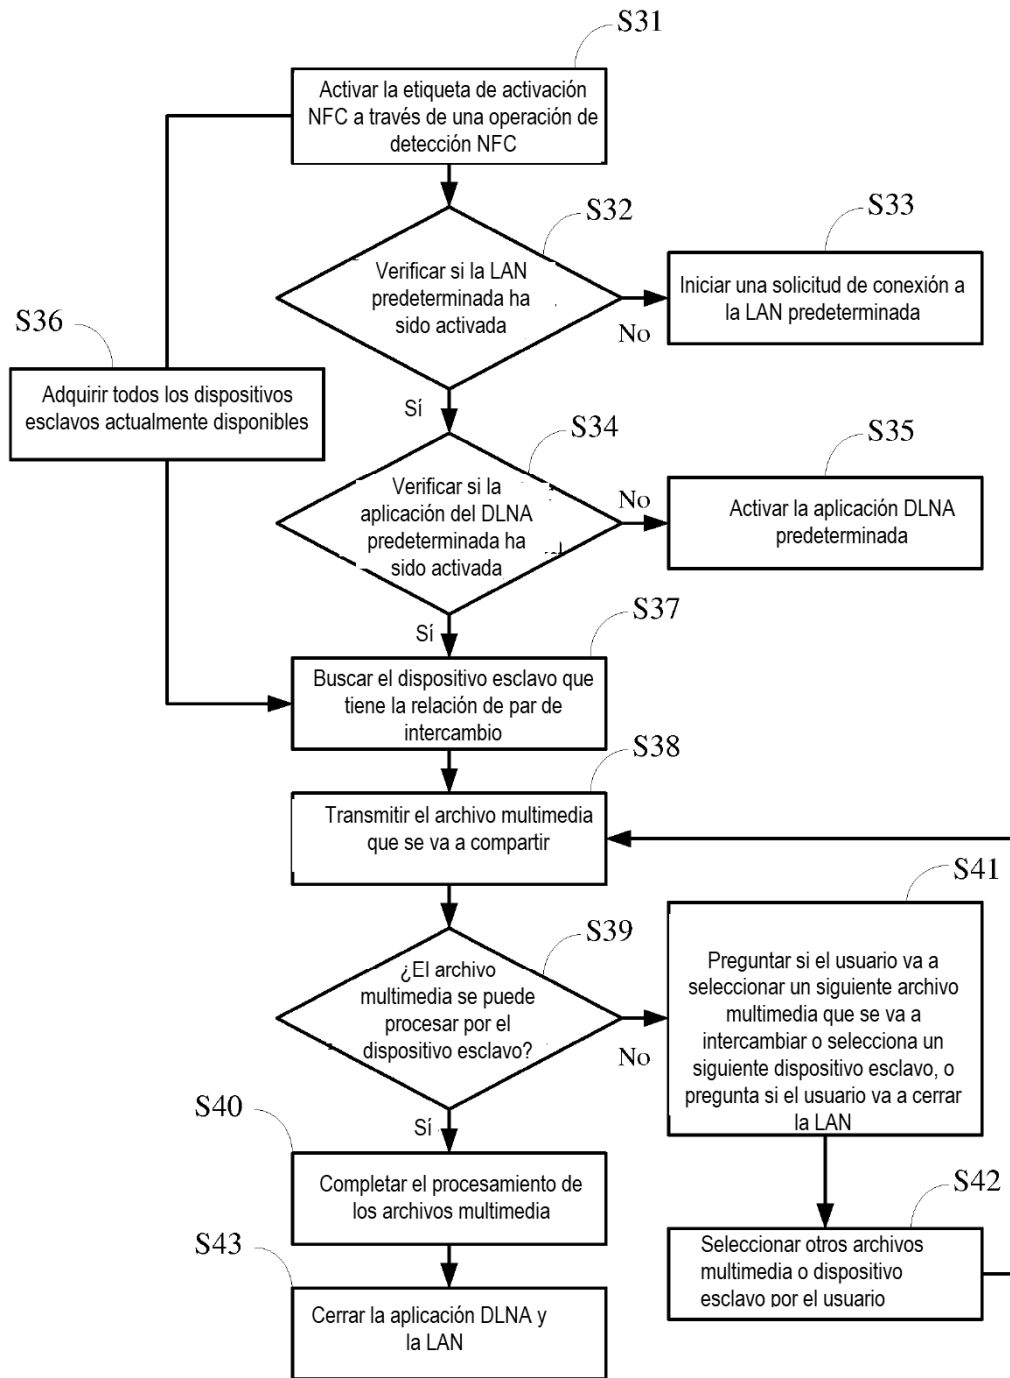 S31
Activar la etiqueta de activación
NFC a través de una operación de
detección NFC
S32
Verificar si la LAN
predeterminada ha
sido activada
No
Sí
S33
Iniciar una solicitud de conexión a
la LAN predeterminada
S36
Adquirir todos los dispositivos
esclavos actualmente disponibles
S34
Verificar si la
aplicación del DLNA
predeterminada ha
sido activada
No
Sí
S35
Activar la aplicación DLNA
predeterminada
S37
Buscar el dispositivo esclavo que
tiene la relación de par de
intercambio
S38
Transmitir el archivo multimedia
que se va a compartir
S39
¿El archivo
multimedia se puede
procesar por el
dispositivo esclavo?
No
Sí
S41
Preguntar si el usuario va a
seleccionar un siguiente archivo
multimedia que se va a
intercambiar o selecciona un
siguiente dispositivo esclavo, o
pregunta si el usuario va a cerrar
la LAN
S40
Completar el procesamiento de
los archivos multimedia
S42
Seleccionar otros archivos
multimedia o dispositivo
esclavo por el usuario
S43
Cerrar la aplicación DLNA y
la LAN